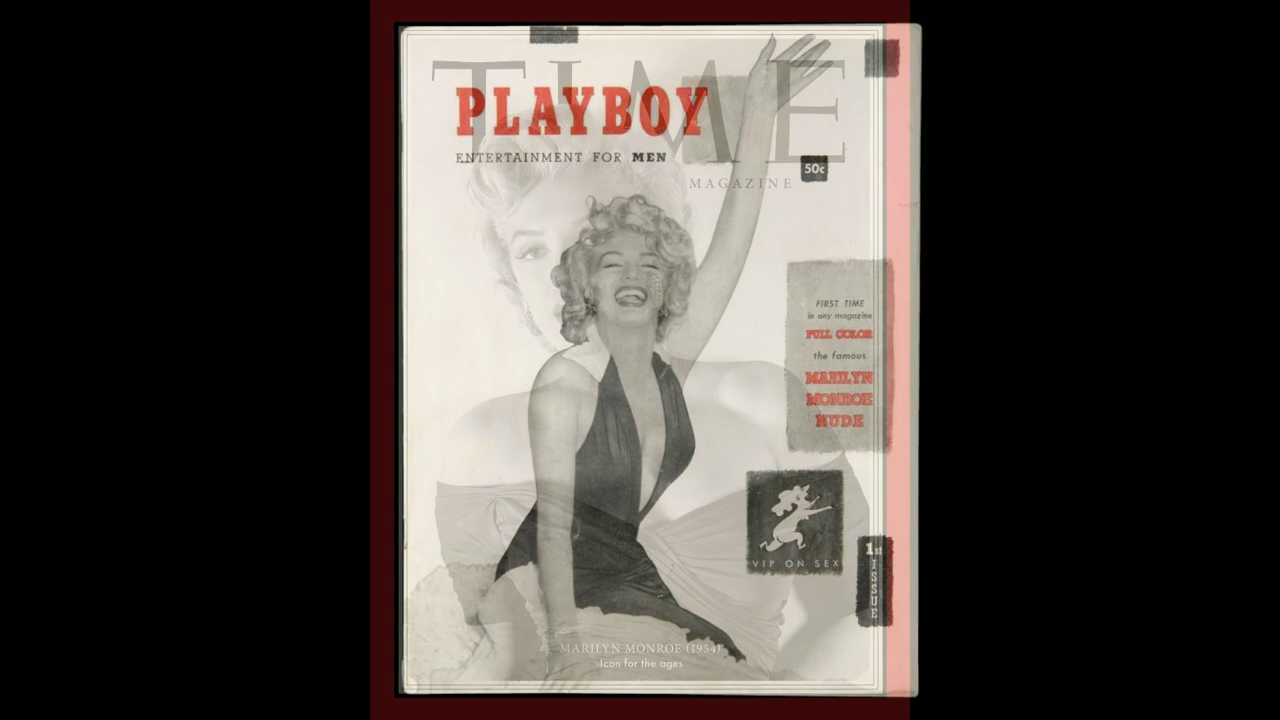 TIME
PLAYBOY
ENTERTAINMENT FOR MEN
50c
MAGAZINE
FIRST TIME
in any magazine
FULL COLOR
the famous
MARILYN
MONROE
NUDE
VIP ON SEX
1st
ISSUE
MARILYN MONROE (1954)
Icon for the ages